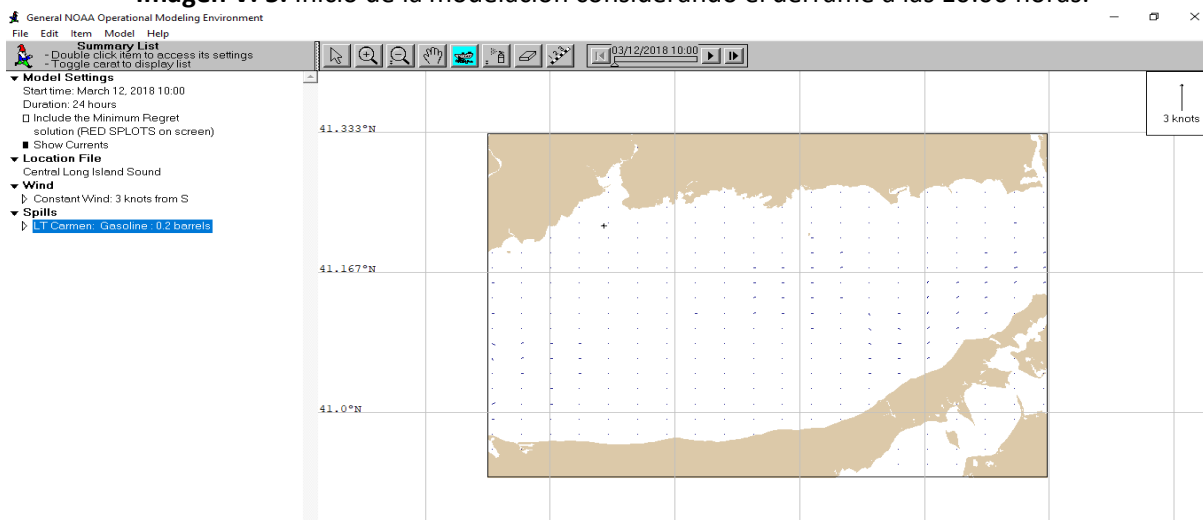 Imagen VI 3. Inicio de la modelación considerando el derrame a las 10:00 horas.
General NOAA Operational Modeling Environment
File Edit Item Model Help
Summary List
- Double click item to access its settings
- Toggle carat to display list
03/12/2018 10:00
Model Settings
Start time: March 12, 2018 10:00
Duration: 24 hours
Include the Minimum Regret
solution (RED SPLOTS on screen)
Show Currents
Location File
Central Long Island Sound
Wind
Constant Wind: 3 knots from S
Spills
LT Carmen: Gasoline : 0.2 barrels
3 knots
41.333°N
41.167°N
41.0°N